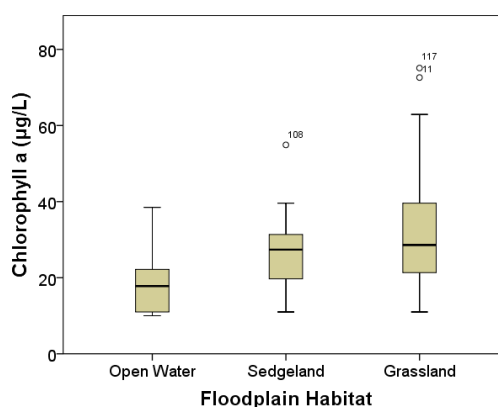 Chlorophyll a (µg/L)
80
60
40
20
0
108
117
11
Open Water
Sedgeland
Grassland
Floodplain Habitat